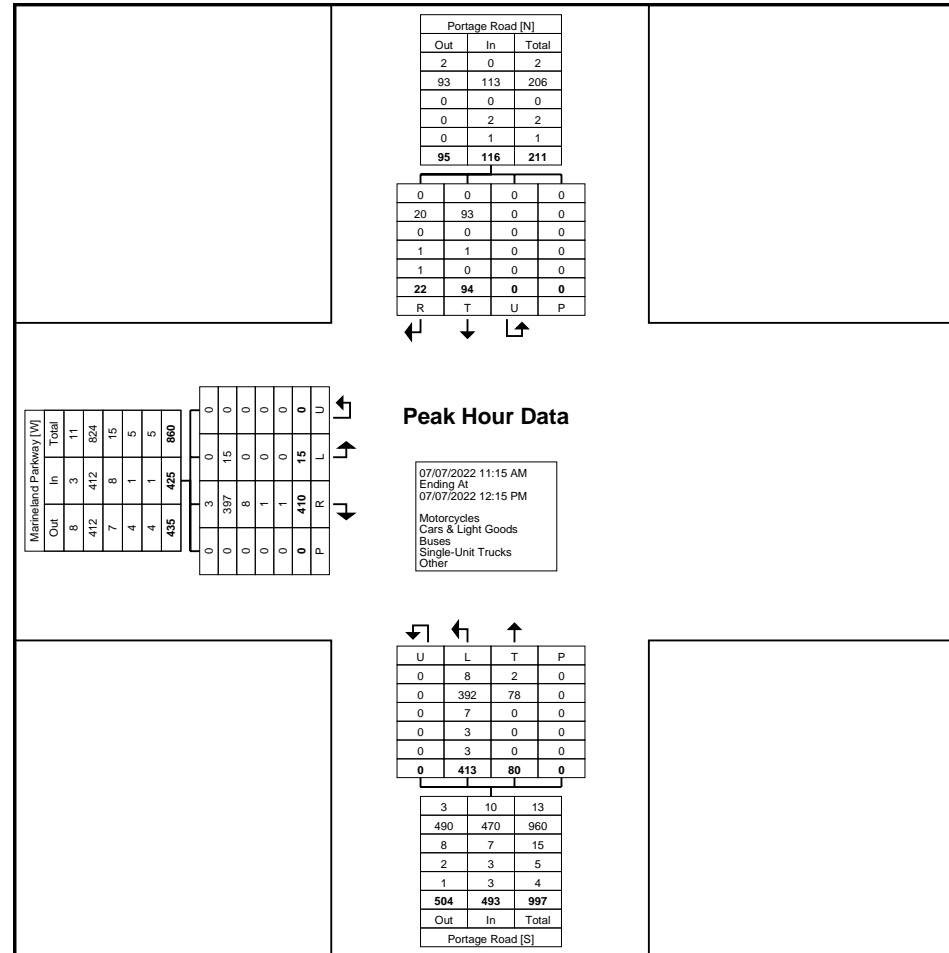 Portage Road [N]
Out In Total
2 0 2
93 113 206
0 0 0
0 2 2
0 1 1
95 116 211
0 0 0 0
20 93 0 0
0 0 0 0
1 1 0 0
1 0 0 0
22 94 0 0
R T U P
Marineland Parkway [W]
Total 11 824 15 5 5 860
In 3 412 8 1 1 425
Out 8 412 7 4 4 435
0 0 0 0 0 0 U
0 15 0 0 0 15 L
3 397 8 1 1 410 R
0 0 0 0 0 0 P
Peak Hour Data
07/07/2022 11:15 AM
Ending At
07/07/2022 12:15 PM
Motorcycles
Cars & Light Goods
Buses
Single-Unit Trucks
Other
U L T P
0 8 2 0
0 392 78 0
0 7 0 0
0 3 0 0
0 3 0 0
0 413 80 0
3 10 13
490 470 960
8 7 15
2 3 5
1 3 4
504 493 997
Out In Total
Portage Road [S]